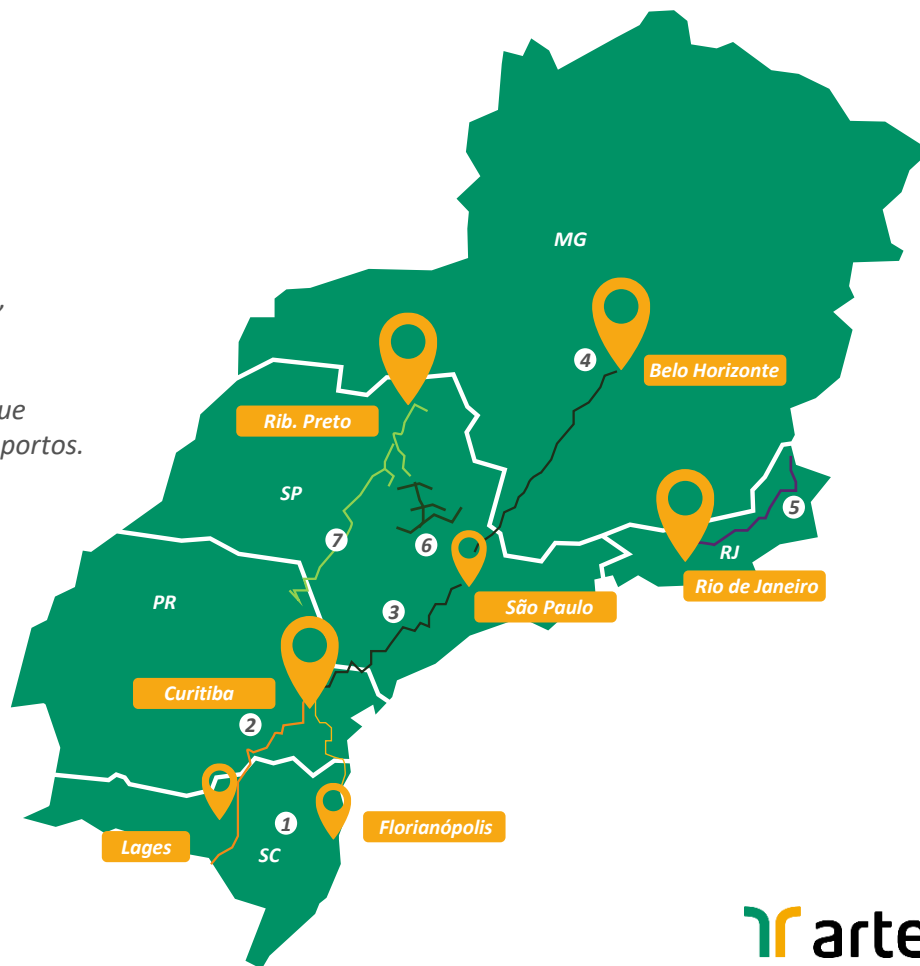 ue
portos.
MG
4
Belo Horizonte
Rib. Preto
SP
5
7
6
RJ
Rio de Janeiro
São Paulo
PR
3
Curitiba
2
1
Florianópolis
Lages
SC
arte